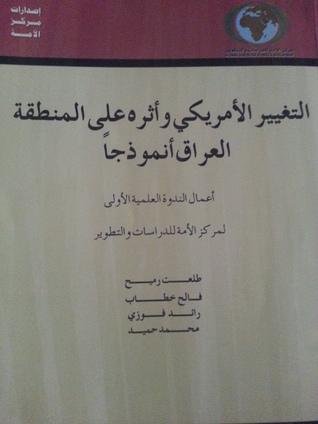 إصدارات
مركز
الأمة
التغيير الأمريكي وأثره على المنطقة
العراق أنموذجاً
أعمال الندوة العلمية الأولى
لمركز الأمة للدراسات والتطوير
طلعت رميح
فالح خطاب
رائد فوزي
محمد حميد